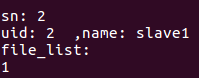 sn: 2
uid: 2  ,name: slave1
file_list:
1